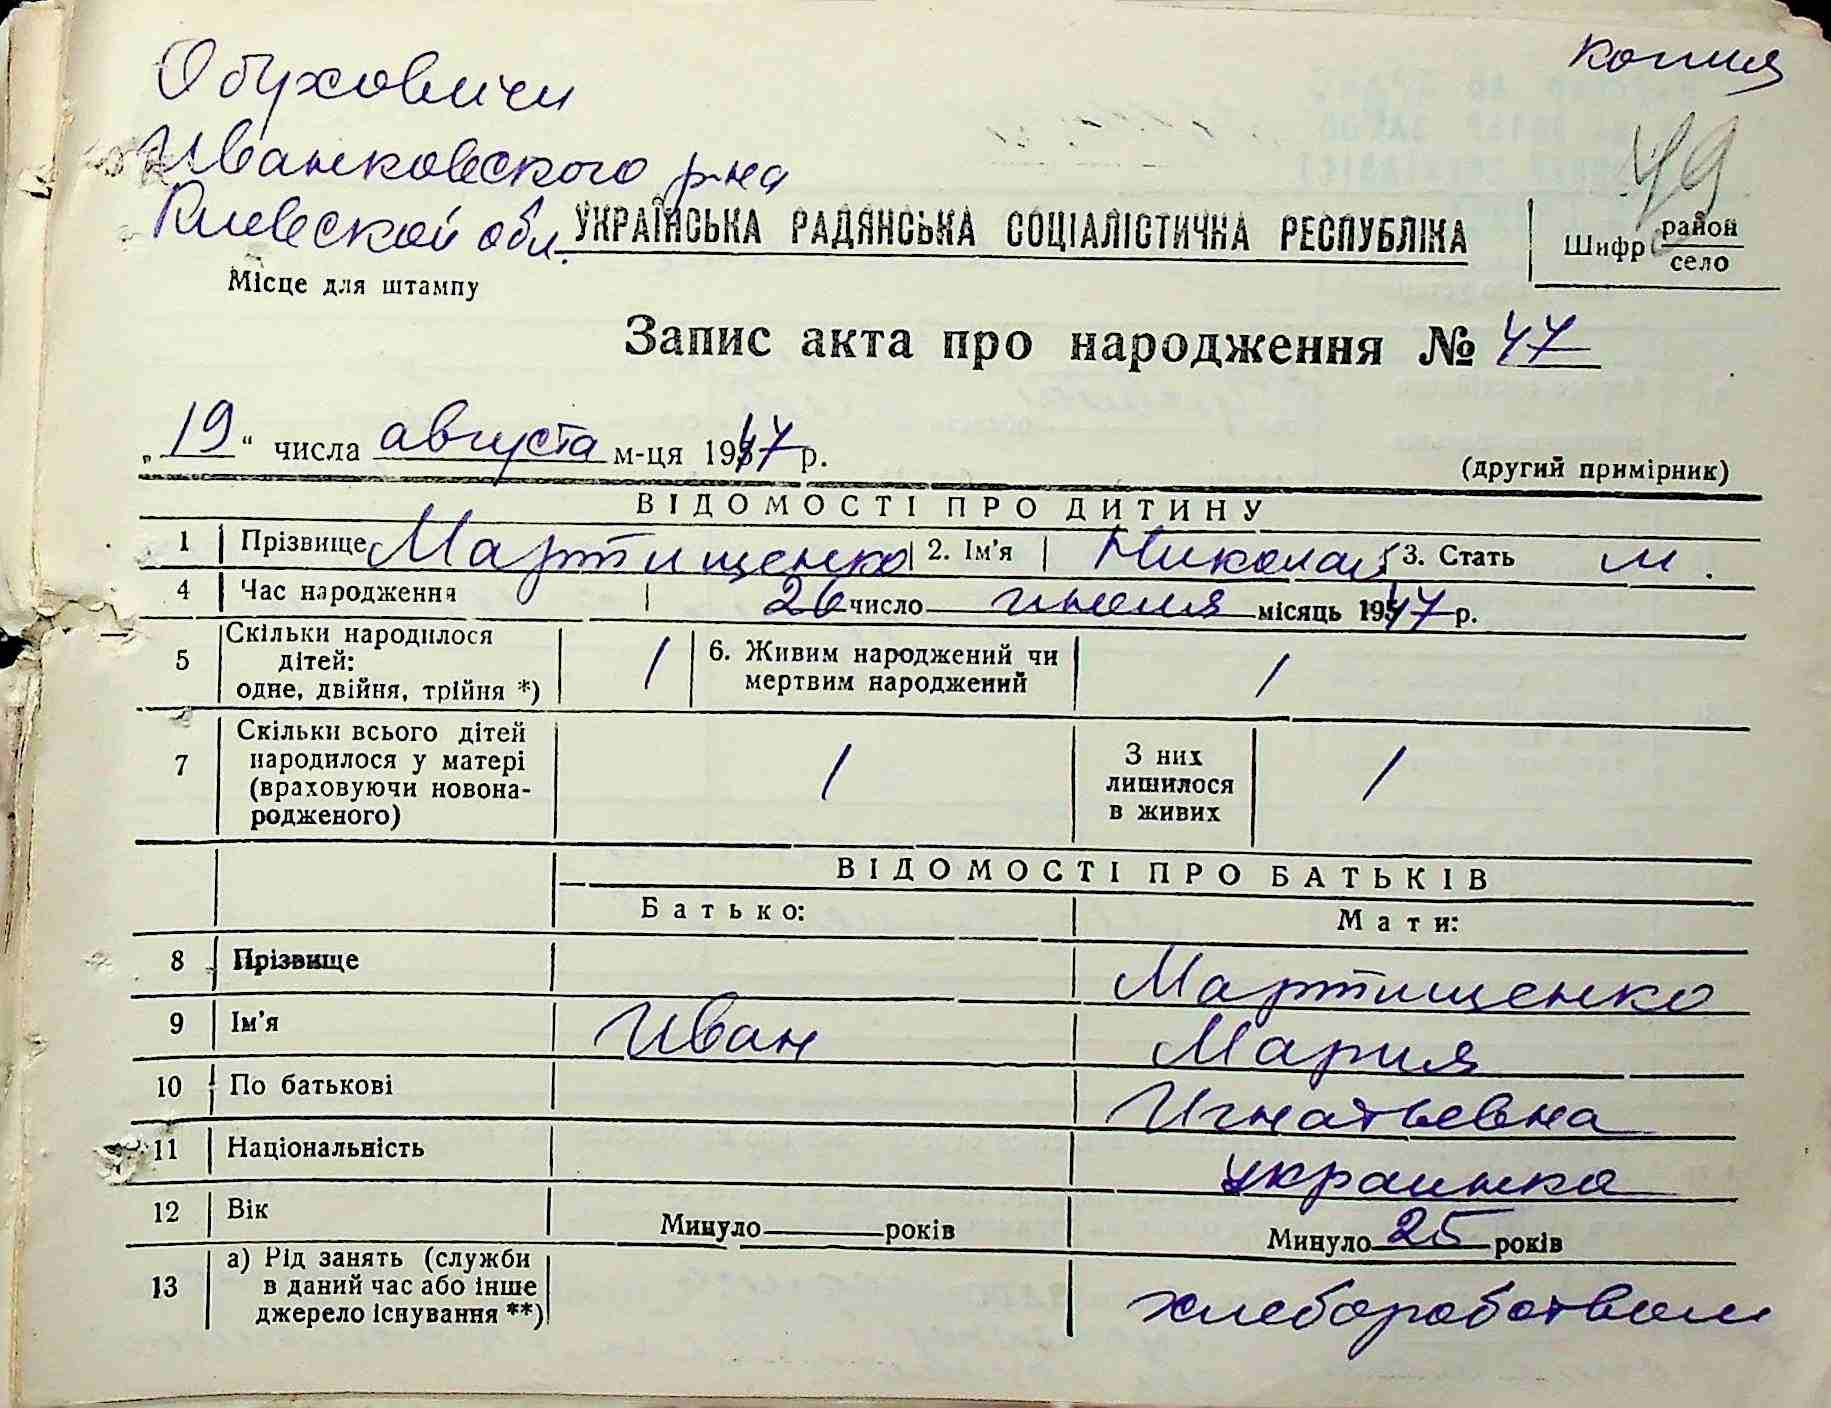 Обуховичи
копия
Иванковского р-на
49
Киевской обл.
УКРАЇНСЬКА РАДЯНСЬКА СОЦІАЛІСТИЧНА РЕСПУБЛІКА
Шифр район
село
Місце для штампу
Запис акта про народження № 47
„19“ числа августа м-ця 1947 р.
(другий примірник)
ВІДОМОСТІ ПРО ДИТИНУ
1 Прізвище Мартищенко 2. Ім'я Николай 3. Стать м.
4 Час народження 26 число июля місяць 1947 р.
5 Скільки народилося
дітей:
одне, двійня, трійня *)
1
6. Живим народжений чи
мертвим народжений
1
7 Скільки всього дітей
народилося у матері
(враховуючи новона-
родженого)
1
З них
лишилося
в живих
1
ВІДОМОСТІ ПРО БАТЬКІВ
Батько: Мати:
8 Прізвище Мартищенко
9 Ім'я Иван Мария
10 По батькові Игнатьевна
11 Національність украинка
12 Вік Минуло років Минуло 25 років
13 а) Рід занять (служби
в даний час або інше
джерело існування **)
хлеборобством